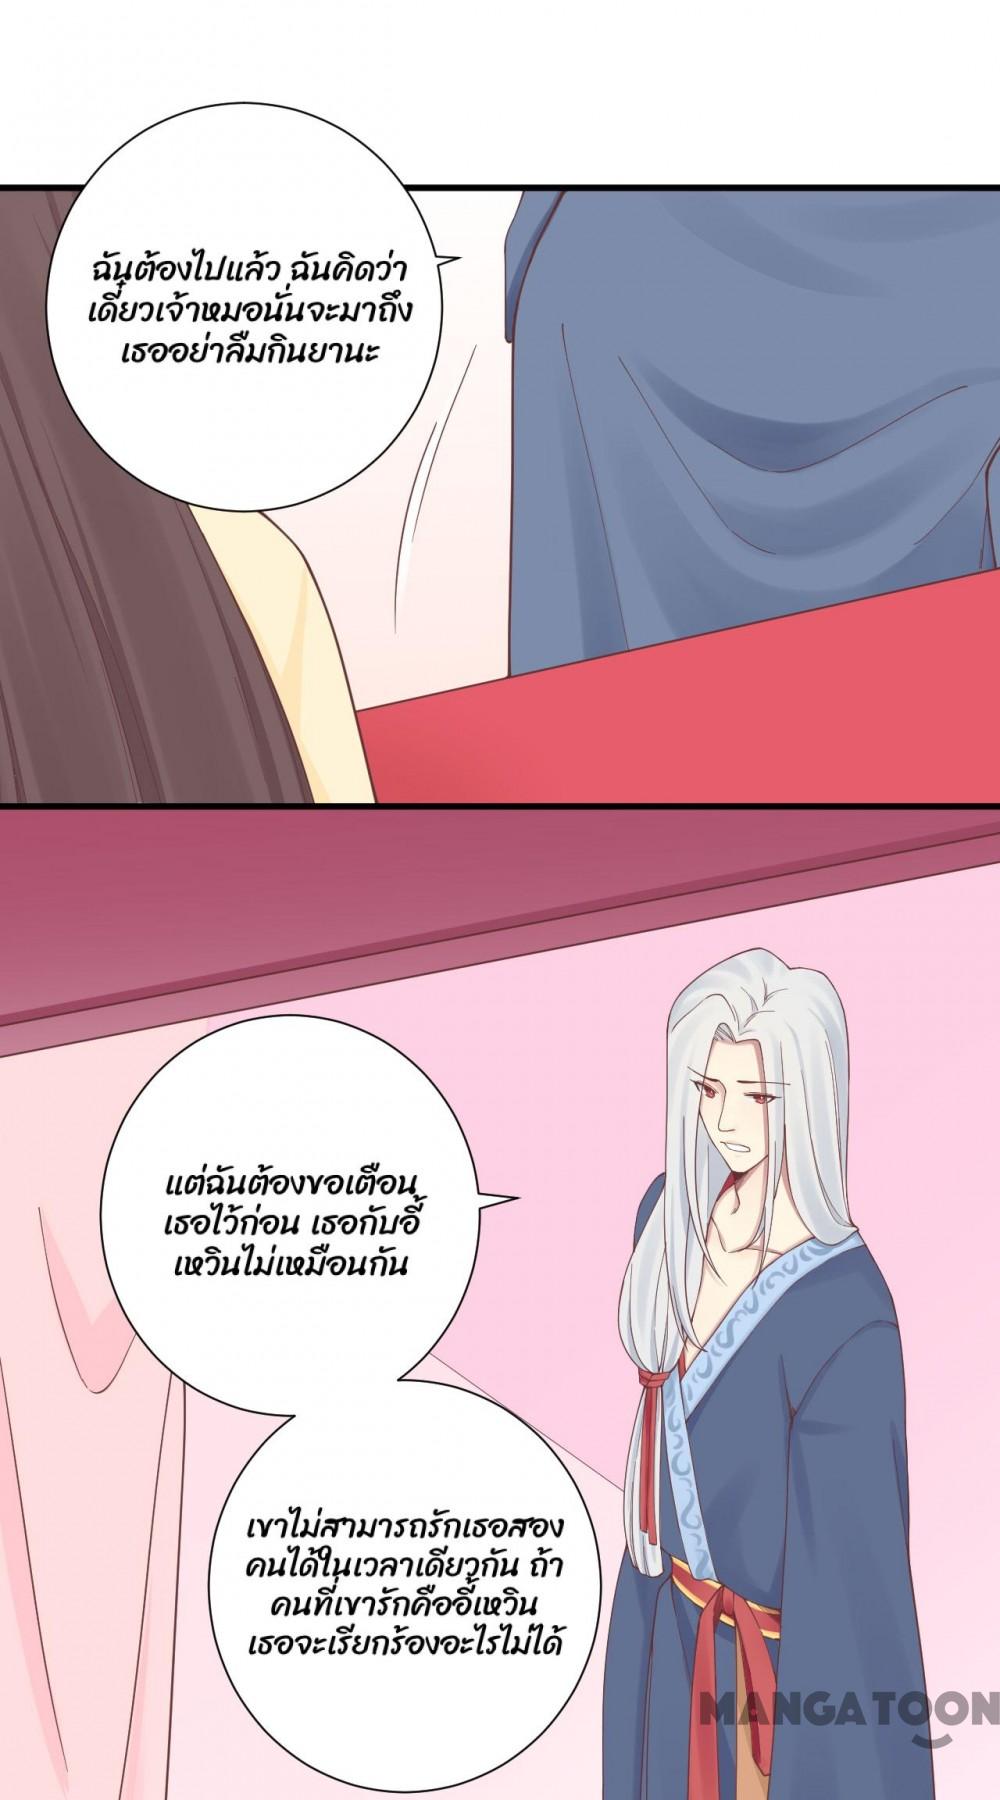 ฉันต้องไปแล้ว ฉันคิดว่า
เดี๋ยวเจ้าหมอนั่นจะมาถึง
เธออย่าลืมกินยานะ
แต่ฉันต้องขอเตือน
เธอไว้ก่อน เธอกับอี้
เหวินไม่เหมือนกัน
เขาไม่สามารถรักเธอสอง
คนได้ในเวลาเดียวกัน ถ้า
คนที่เขารักคืออี้เหวิน
เธอจะเรียกร้องอะไรไม่ได้
MANGATOON